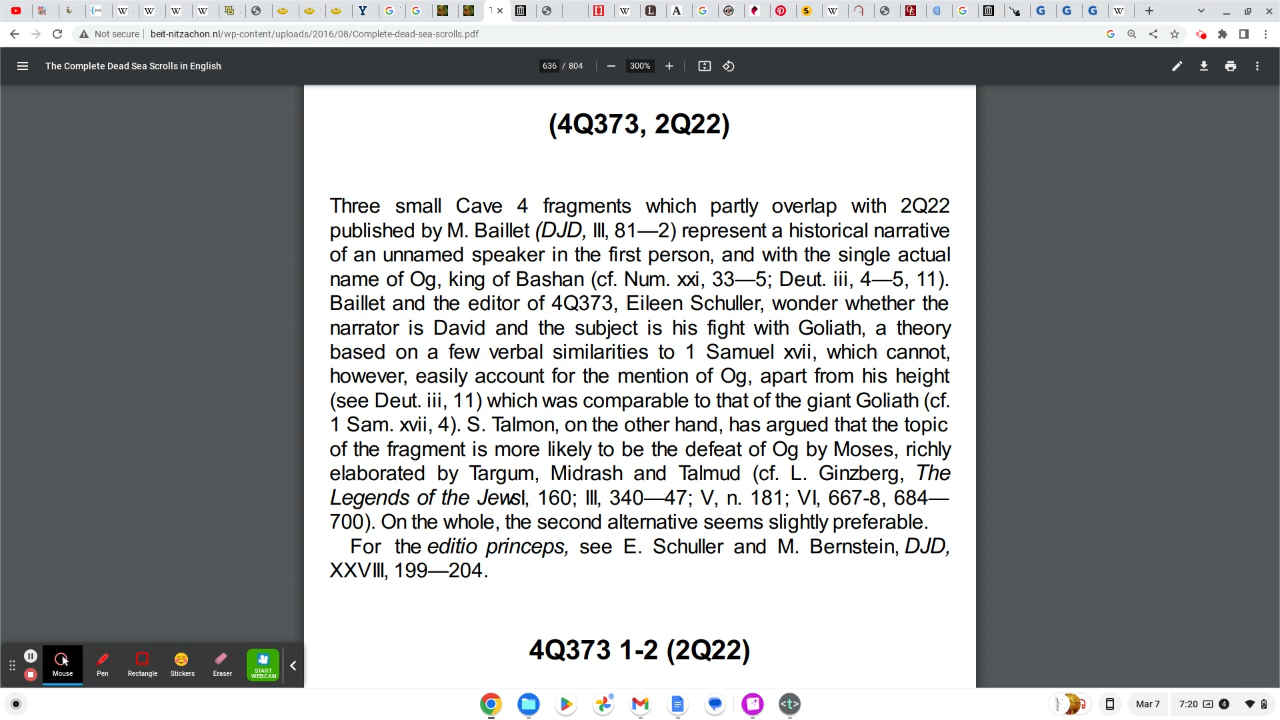 T
Not secure
beit-nitzachon.nl/wp-content/uploads/2016/08/Complete-dead-sea-scrolls.pdf
The Complete Dead Sea Scrolls in English
636 / 804
300%
(4Q373, 2Q22)
Three small Cave 4 fragments which partly overlap with 2Q22
published by M. Baillet (DJD, III, 81—2) represent a historical narrative
of an unnamed speaker in the first person, and with the single actual
name of Og, king of Bashan (cf. Num. xxi, 33—5; Deut. iii, 4—5, 11).
Baillet and the editor of 4Q373, Eileen Schuller, wonder whether the
narrator is David and the subject is his fight with Goliath, a theory
based on a few verbal similarities to 1 Samuel xvii, which cannot,
however, easily account for the mention of Og, apart from his height
(see Deut. iii, 11) which was comparable to that of the giant Goliath (cf.
1 Sam. xvii, 4). S. Talmon, on the other hand, has argued that the topic
of the fragment is more likely to be the defeat of Og by Moses, richly
elaborated by Targum, Midrash and Talmud (cf. L. Ginzberg, The
Legends of the JewsI, 160; III, 340—47; V, n. 181; VI, 667-8, 684—
700). On the whole, the second alternative seems slightly preferable.
For the editio princeps, see E. Schuller and M. Bernstein, DJD,
XXVIII, 199—204.
4Q373 1-2 (2Q22)
Mouse
Pen
Rectangle
Stickers
Eraser
START
WEBCAM
Mar 7
7:20
4